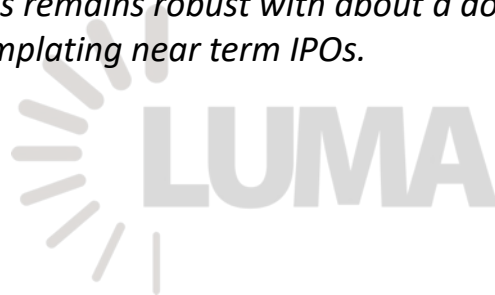 s remains robust with about a do
mplating near term IPOs.
LUMA